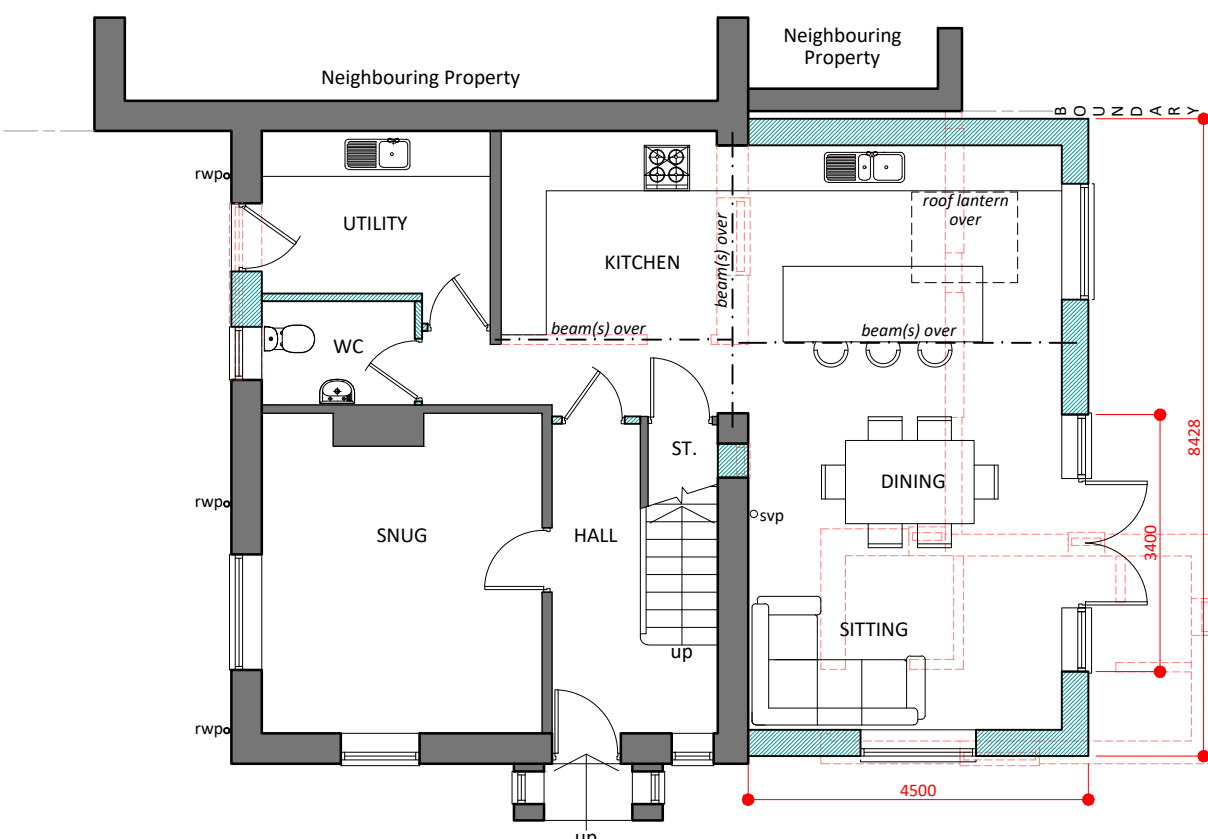 Neighbouring
Property
Neighbouring Property
BOUNDARY
rwp
UTILITY
KITCHEN
beam(s) over
roof lantern
over
beam(s) over
beam(s) over
WC
ST.
DINING
8428
rwp
svp
SNUG
HALL
3400
SITTING
up
rwp
4500
up